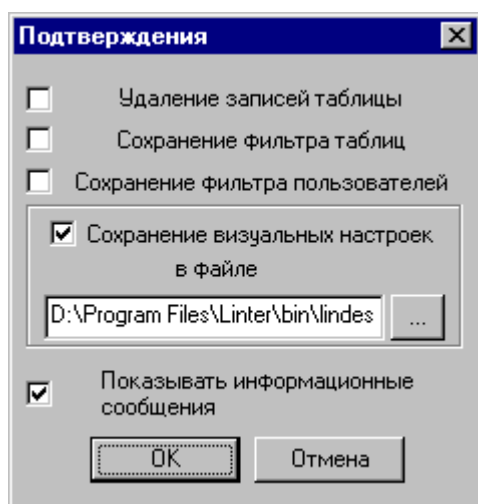 Подтверждения
Удаление записей таблицы
Сохранение фильтра таблиц
Сохранение фильтра пользователей
Сохранение визуальных настроек
в файле
D:\Program Files\Linter\bin\lindes
...
Показывать информационные
сообщения
OK
Отмена